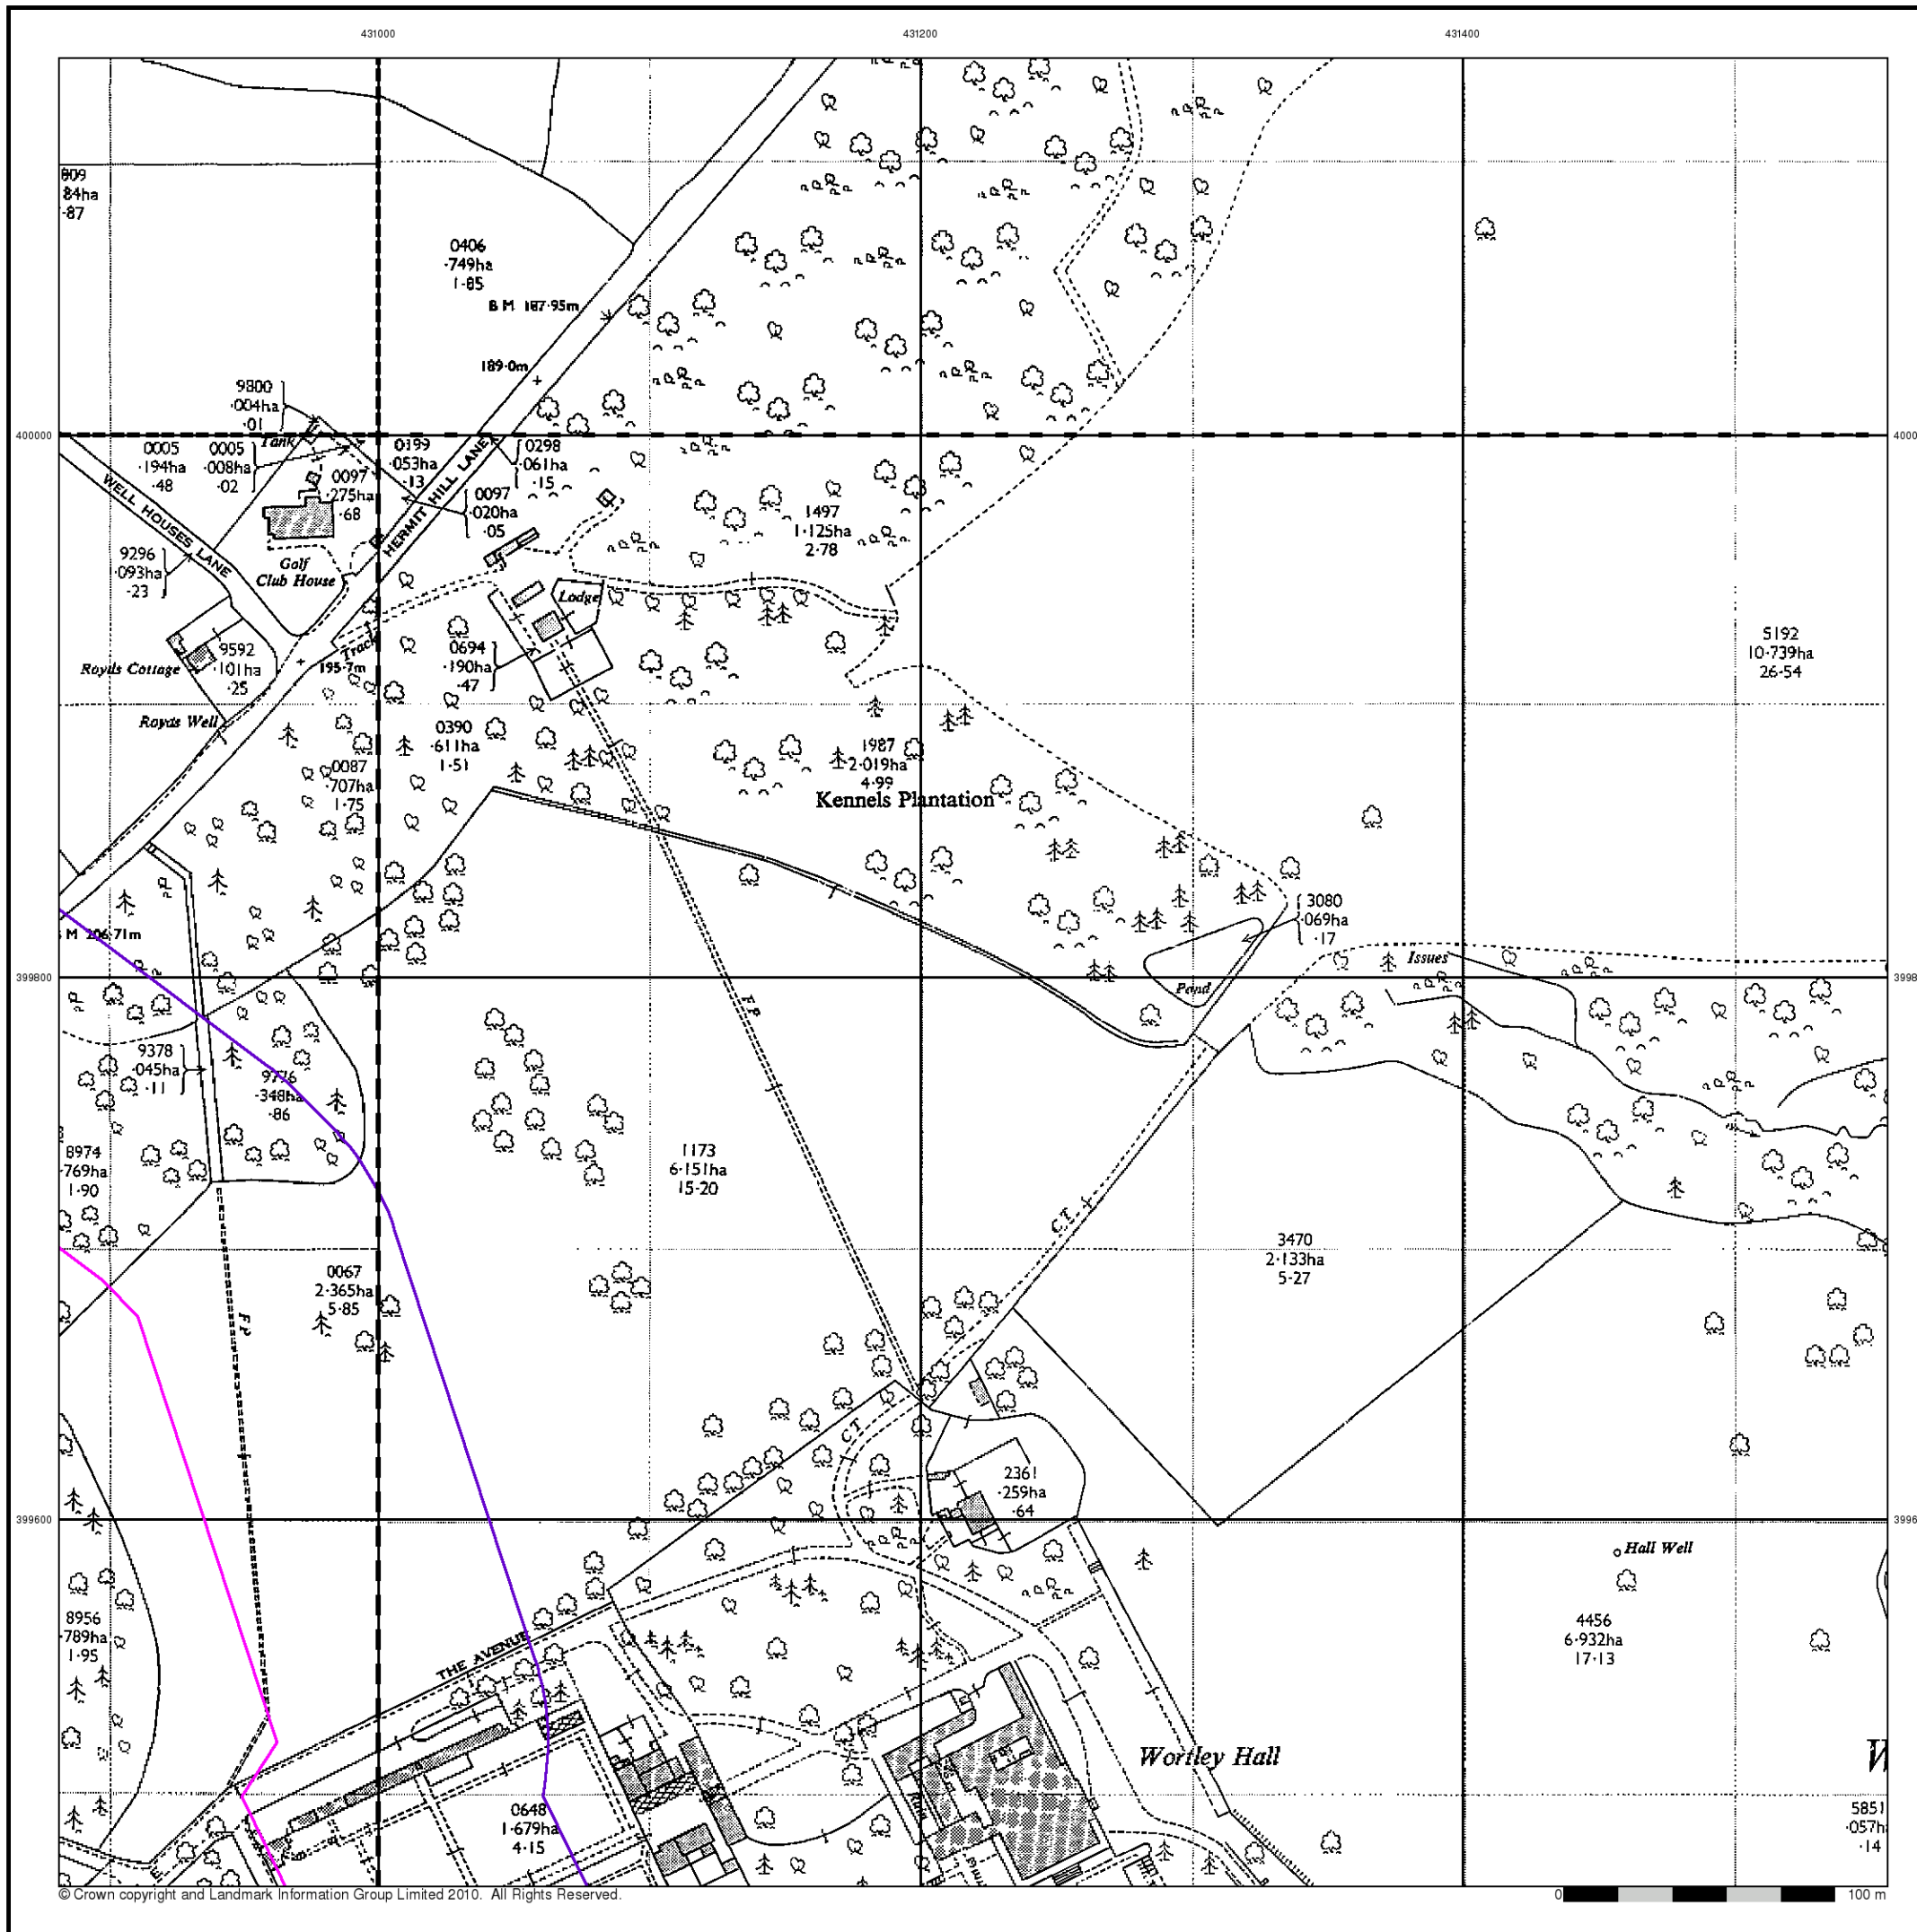 431000
431200
431400
809
84ha
·87
0406
·749ha
1·85
B M 187·95m
189·0m
9800
·004ha
·01
Tank
400000
4000
0005
·194ha
·48
0005
·008ha
·02
0097
·275ha
·68
0199
·053ha
·13
0298
·061ha
·15
0097
·020ha
·05
HERMIT HILL LANE
WELL HOUSES LANE
1497
1·125ha
2·78
9296
·093ha
·23
Golf
Club House
Lodge
Track
0694
·190ha
·47
9592
·101ha
·25
Royds Cottage
195·7m
Royds Well
5192
10·739ha
26·54
0390
·611ha
1·51
0087
·707ha
1·75
1987
2·019ha
4·99
Kennels Plantation
3080
·069ha
·17
B M 206·71m
Issues
Pond
399800
3998
FP
9378
·045ha
·11
9776
·348ha
·86
8974
·769ha
1·90
1173
6·151ha
15·20
CT
3470
2·133ha
5·27
0067
2·365ha
5·85
FP
CT
2361
·259ha
·64
399600
3996
Hall Well
4456
6·932ha
17·13
8956
·789ha
1·95
THE AVENUE
Wortley Hall
W
0648
1·679ha
4·15
5851
·057h
·14
© Crown copyright and Landmark Information Group Limited 2010. All Rights Reserved.
0
100 m